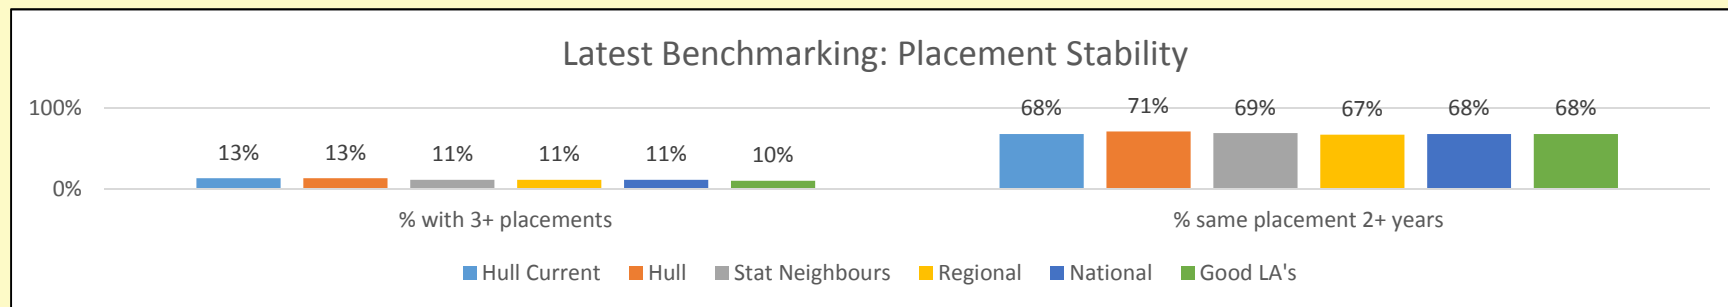 Latest Benchmarking: Placement Stability
100%
68% 71% 69% 67% 68% 68%
13% 13% 11% 11% 11% 10%
0%
% with 3+ placements % same placement 2+ years
Hull Current Hull Stat Neighbours Regional National Good LA's